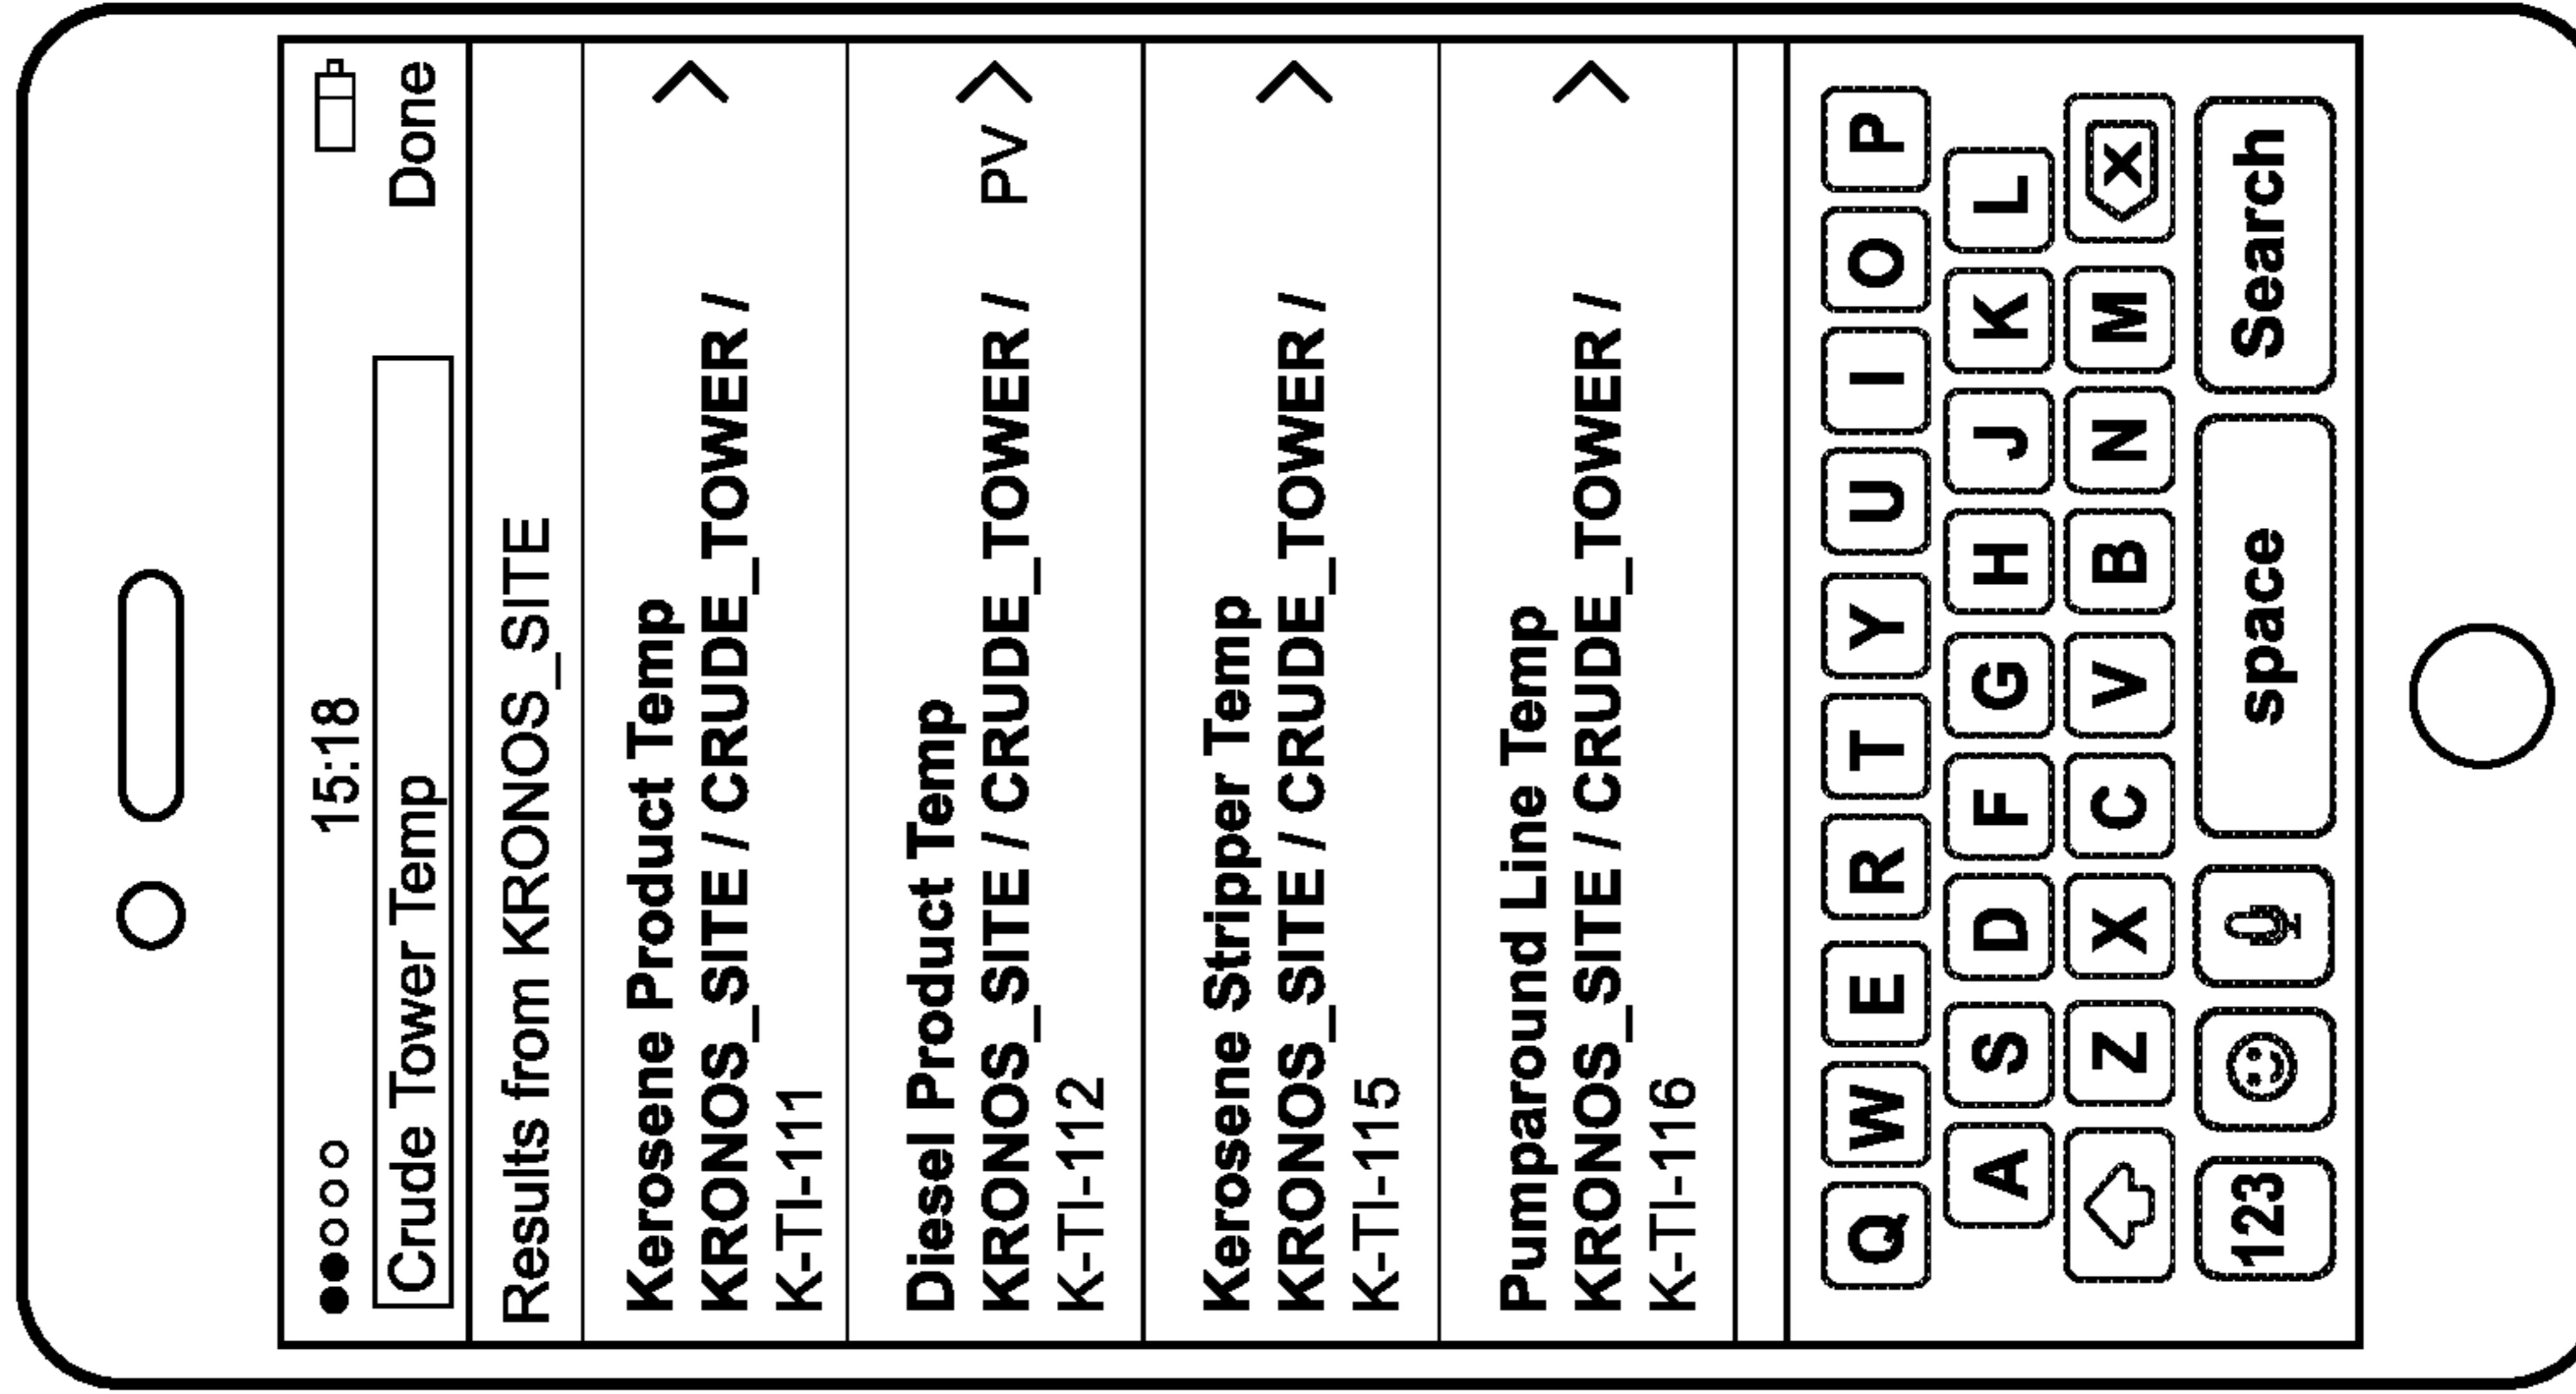 15:18
Crude Tower Temp Done
Results from KRONOS_SITE
Kerosene Product Temp
KRONOS_SITE / CRUDE_TOWER /
K-TI-111
Diesel Product Temp
KRONOS_SITE / CRUDE_TOWER / PV
K-TI-112
Kerosene Stripper Temp
KRONOS_SITE / CRUDE_TOWER /
K-TI-115
Pumparound Line Temp
KRONOS_SITE / CRUDE_TOWER /
K-TI-116
Q W E R T Y U I O P
A S D F G H J K L
Z X C V B N M X
123 space Search